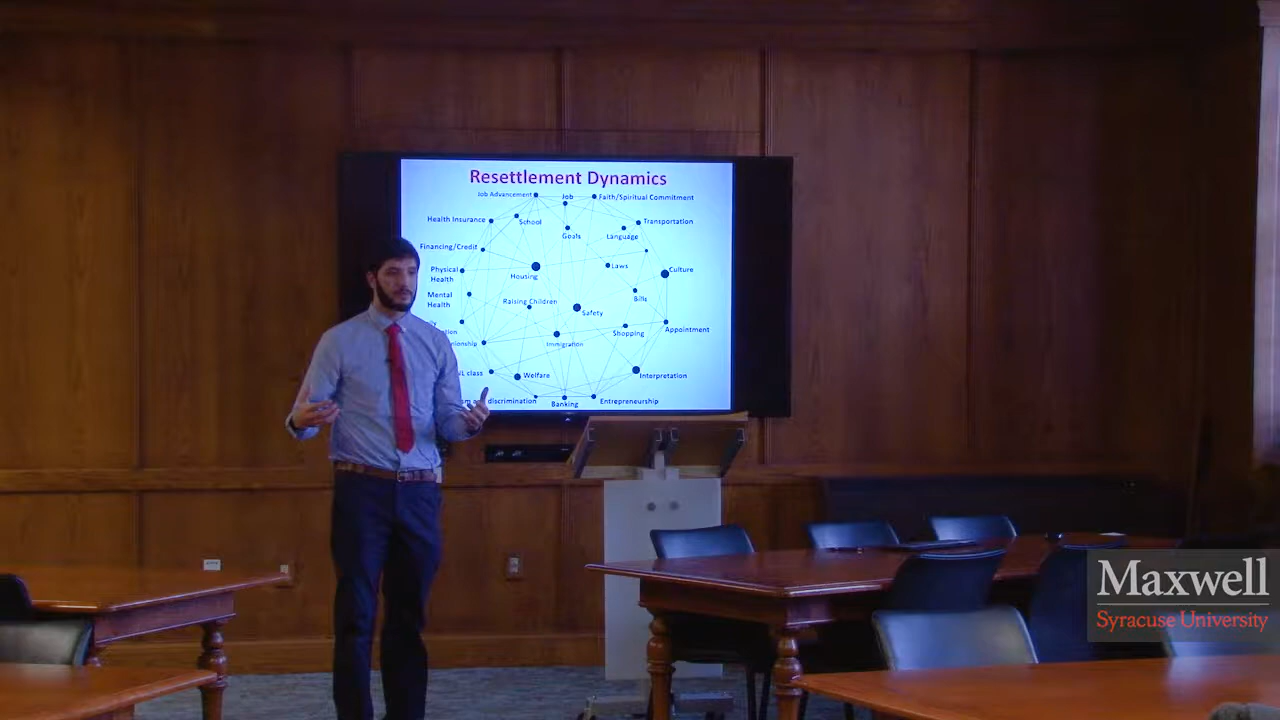 Resettlement Dynamics
Job Advancement
Job
Faith/Spiritual Commitment
Health Insurance
School
Transportation
Goals
Language
Financing/Credit
Laws
Culture
Physical
Health
Housing
Mental
Health
Raising Children
Bills
Safety
Shopping
Appointment
Immigration
class
Welfare
Interpretation
and discrimination
Banking
Entrepreneurship
Maxwell
Syracuse University